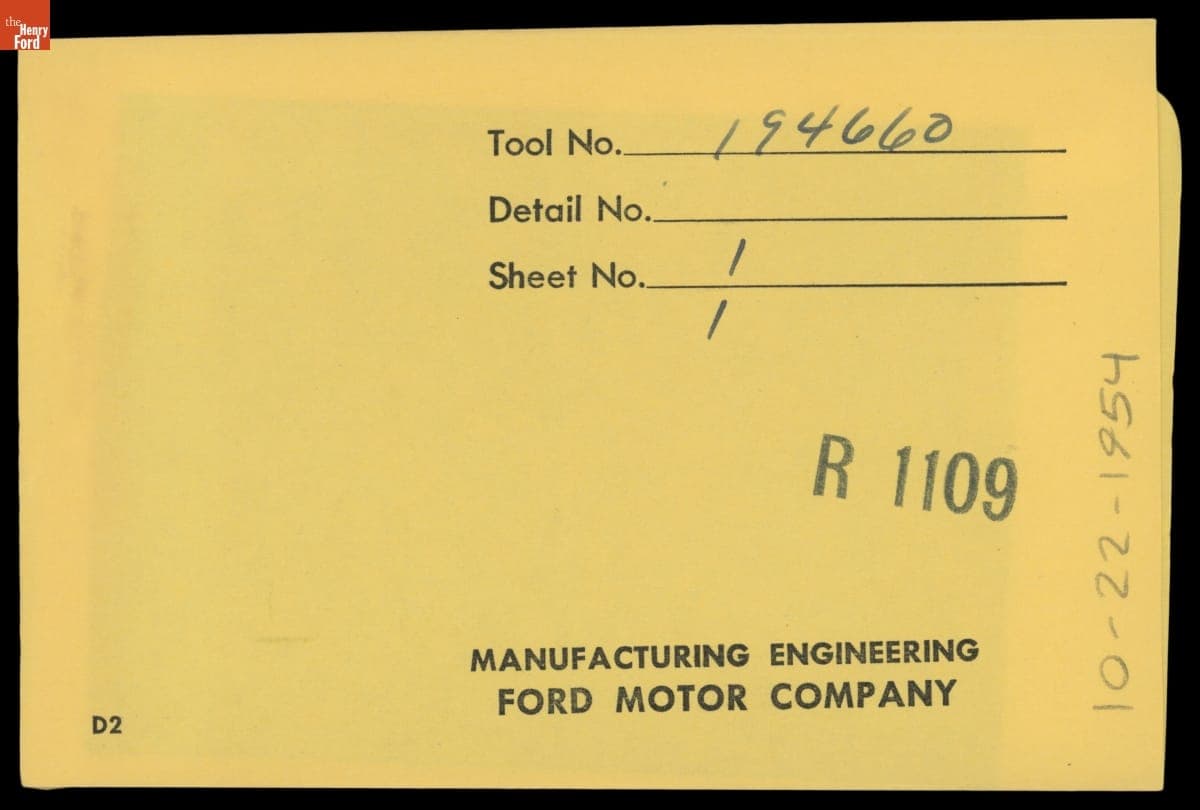 the
Henry
Ford
Tool No. 194660
Detail No.
Sheet No. 1
1
R 1109
10-22-1954
MANUFACTURING ENGINEERING
FORD MOTOR COMPANY
D2